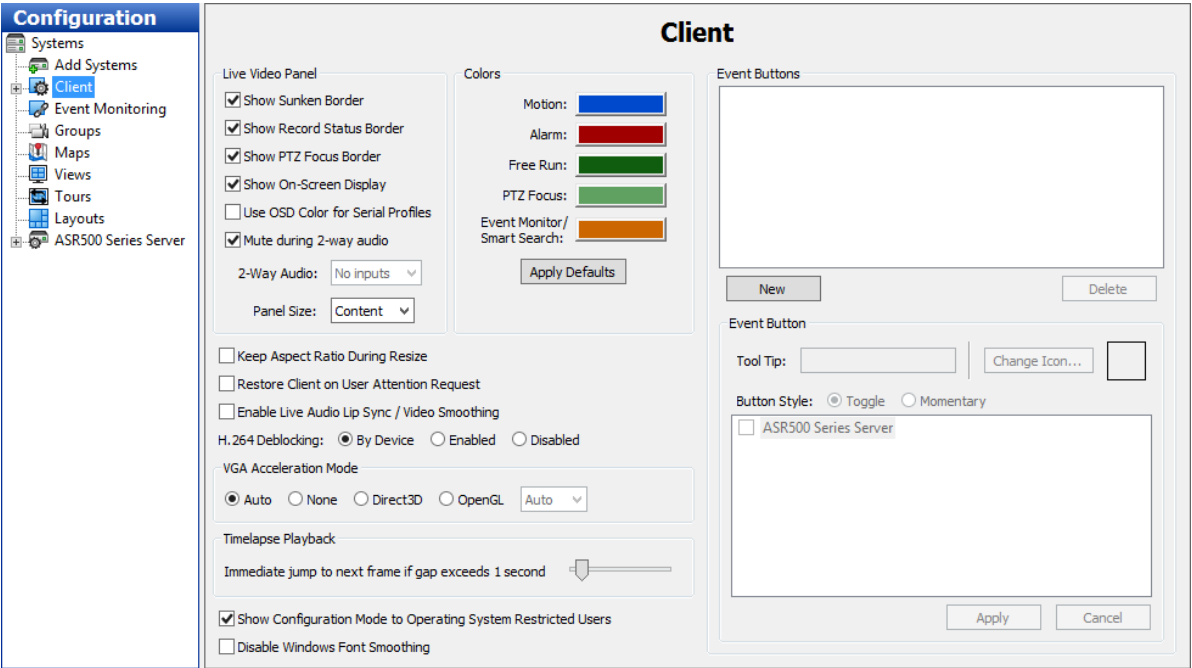 Configuration
Systems
Add Systems
Client
Event Monitoring
Groups
Maps
Views
Tours
Layouts
ASR500 Series Server
Client
Live Video Panel
Show Sunken Border
Show Record Status Border
Show PTZ Focus Border
Show On-Screen Display
Use OSD Color for Serial Profiles
Mute during 2-way audio
2-Way Audio: No inputs
Panel Size: Content
Colors
Motion:
Alarm:
Free Run:
PTZ Focus:
Event Monitor/
Smart Search:
Apply Defaults
Keep Aspect Ratio During Resize
Restore Client on User Attention Request
Enable Live Audio Lip Sync / Video Smoothing
H.264 Deblocking: By Device Enabled Disabled
VGA Acceleration Mode
Auto None Direct3D OpenGL Auto
Timelapse Playback
Immediate jump to next frame if gap exceeds 1 second
Show Configuration Mode to Operating System Restricted Users
Disable Windows Font Smoothing
Event Buttons
New Delete
Event Button
Tool Tip: Change Icon...
Button Style: Toggle Momentary
ASR500 Series Server
Apply Cancel